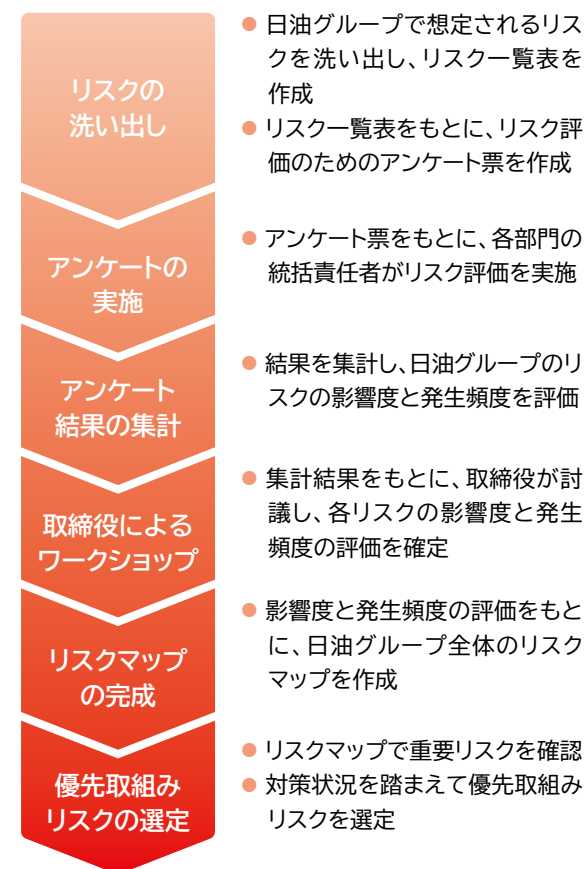 リスクの
洗い出し
● 日油グループで想定されるリス
クを洗い出し、リスク一覧表を
作成
● リスク一覧表をもとに、リスク評
価のためのアンケート票を作成
アンケートの
実施
● アンケート票をもとに、各部門の
統括責任者がリスク評価を実施
アンケート
結果の集計
● 結果を集計し、日油グループのリ
スクの影響度と発生頻度を評価
取締役による
ワークショップ
● 集計結果をもとに、取締役が討
議し、各リスクの影響度と発生
頻度の評価を確定
リスクマップ
の完成
● 影響度と発生頻度の評価をもと
に、日油グループ全体のリスク
マップを作成
優先取組み
リスクの選定
● リスクマップで重要リスクを確認
● 対策状況を踏まえて優先取組み
リスクを選定